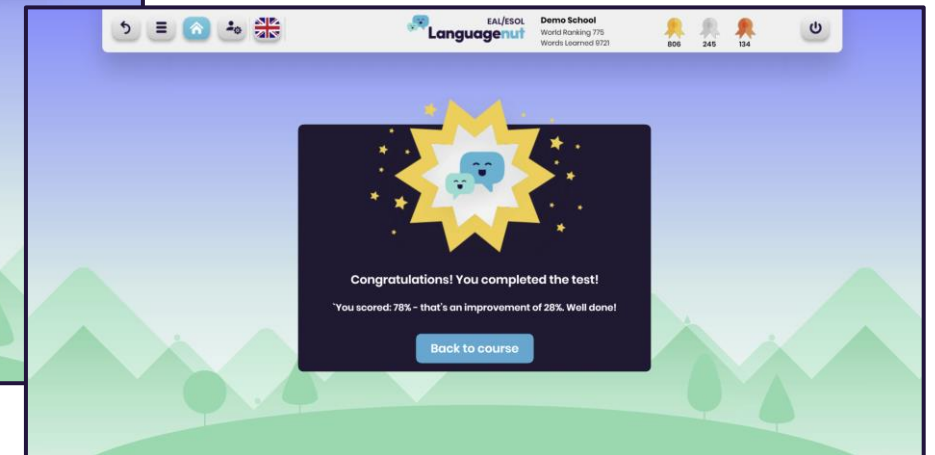 EAL/ESOL
Languagenut
Demo School
World Ranking 775
Words Learned 9721
806 245 134
Congratulations! You completed the test!
`You scored: 78% - that's an improvement of 28%. Well done!
Back to course